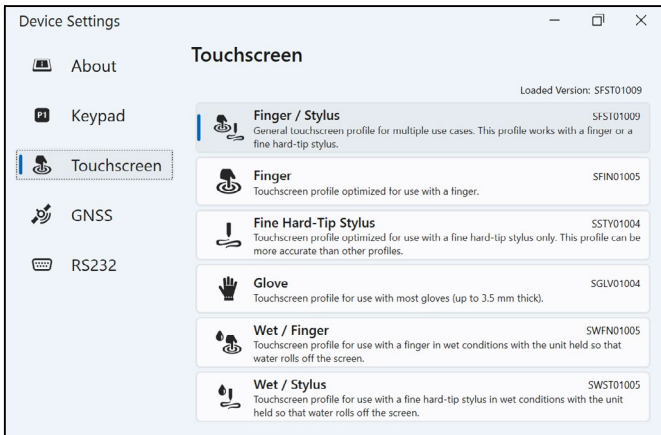 Device Settings
About
Keypad
P1
Touchscreen
GNSS
RS232
Touchscreen
Loaded Version: SFST01009
Finger / Stylus
SFST01009
General touchscreen profile for multiple use cases. This profile works with a finger or a
fine hard-tip stylus.
Finger
SFIN01005
Touchscreen profile optimized for use with a finger.
Fine Hard-Tip Stylus
SSTY01004
Touchscreen profile optimized for use with a fine hard-tip stylus only. This profile can be
more accurate than other profiles.
Glove
SGLV01004
Touchscreen profile for use with most gloves (up to 3.5 mm thick).
Wet / Finger
SWFN01005
Touchscreen profile for use with a finger in wet conditions with the unit held so that
water rolls off the screen.
Wet / Stylus
SWST01005
Touchscreen profile for use with a fine hard-tip stylus in wet conditions with the unit
held so that water rolls off the screen.